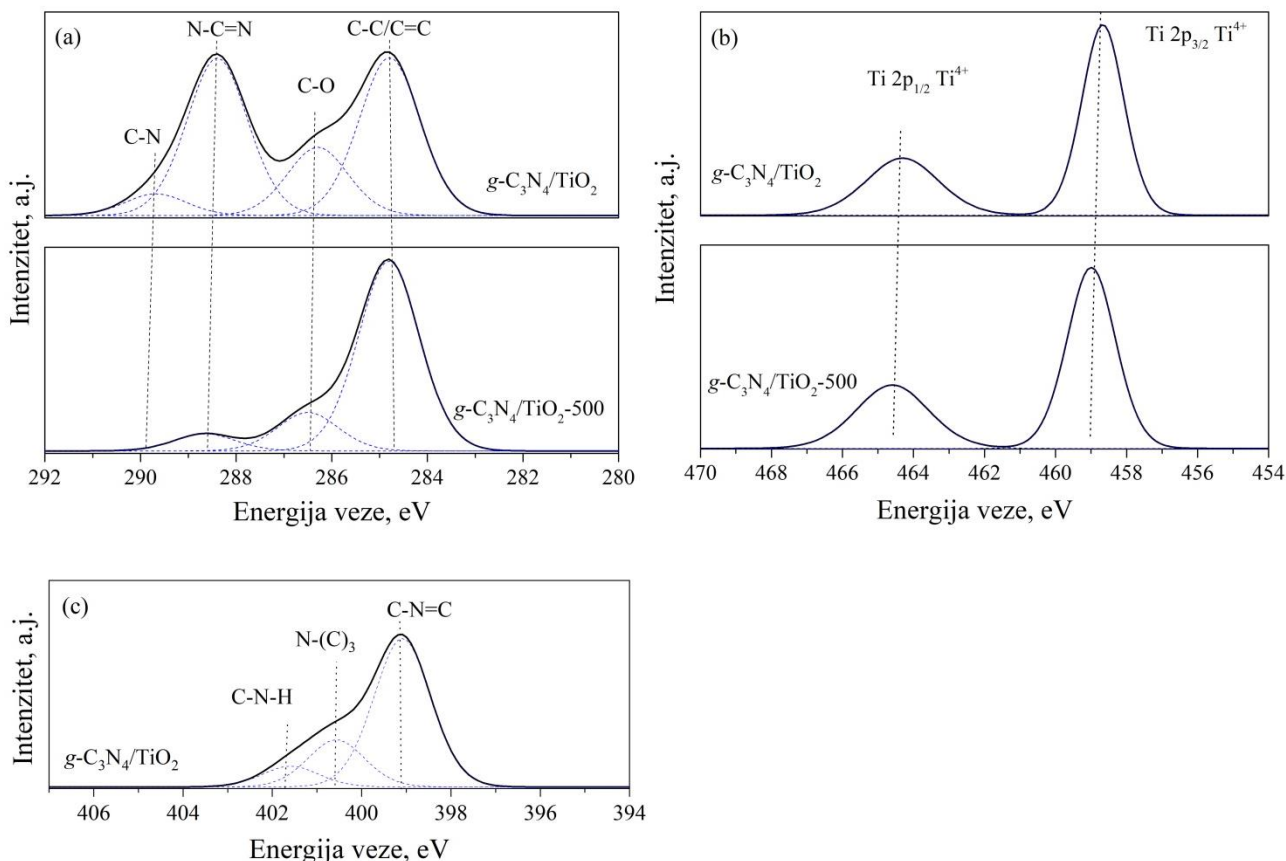 (a)
N-C=N
C-C/C=C
C-O
C-N
g-C₃N₄/TiO₂
g-C₃N₄/TiO₂-500
Intenzitet, a.j.
292 290 288 286 284 282 280
Energija veze, eV
(b)
Ti 2p₃/₂ Ti⁴⁺
Ti 2p₁/₂ Ti⁴⁺
g-C₃N₄/TiO₂
g-C₃N₄/TiO₂-500
Intenzitet, a.j.
470 468 466 464 462 460 458 456 454
Energija veze, eV
(c)
C-N=C
N-(C)₃
C-N-H
g-C₃N₄/TiO₂
Intenzitet, a.j.
406 404 402 400 398 396 394
Energija veze, eV